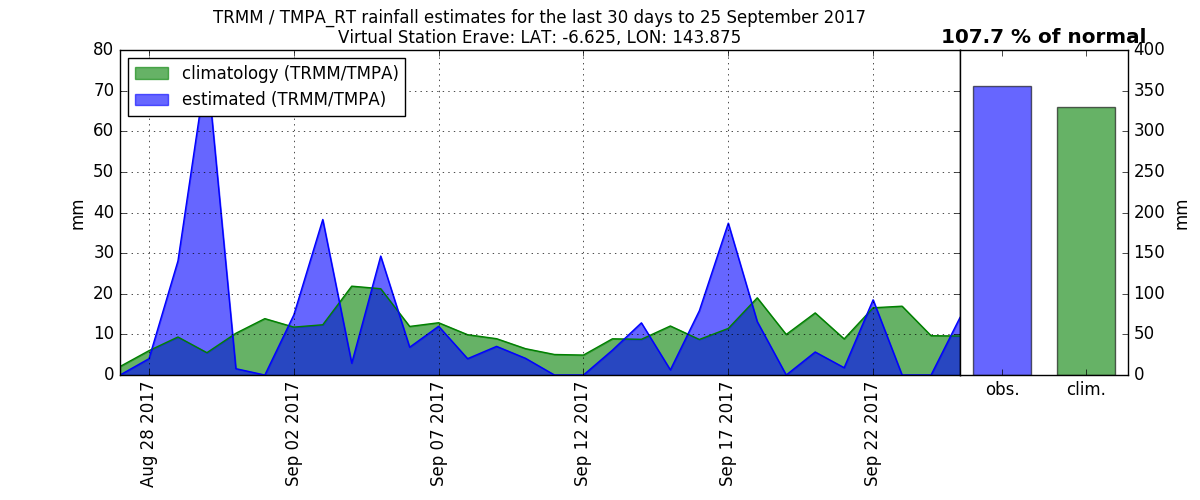 TRMM / TMPA_RT rainfall estimates for the last 30 days to 25 September 2017
Virtual Station Erave: LAT: -6.625, LON: 143.875
107.7 % of normal
climatology (TRMM/TMPA)
estimated (TRMM/TMPA)
80
70
60
50
40
30
20
10
0
mm
Aug 28 2017
Sep 02 2017
Sep 07 2017
Sep 12 2017
Sep 17 2017
Sep 22 2017
400
350
300
250
200
150
100
50
0
mm
obs.
clim.